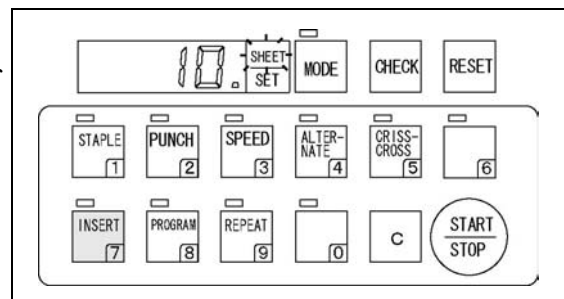 10. SHEET
SET
MODE
CHECK
RESET
STAPLE
1
PUNCH
2
SPEED
3
ALTER-
NATE
4
CRISS-
CROSS
5
6
INSERT
7
PROGRAM
8
REPEAT
9
0
C
START
STOP